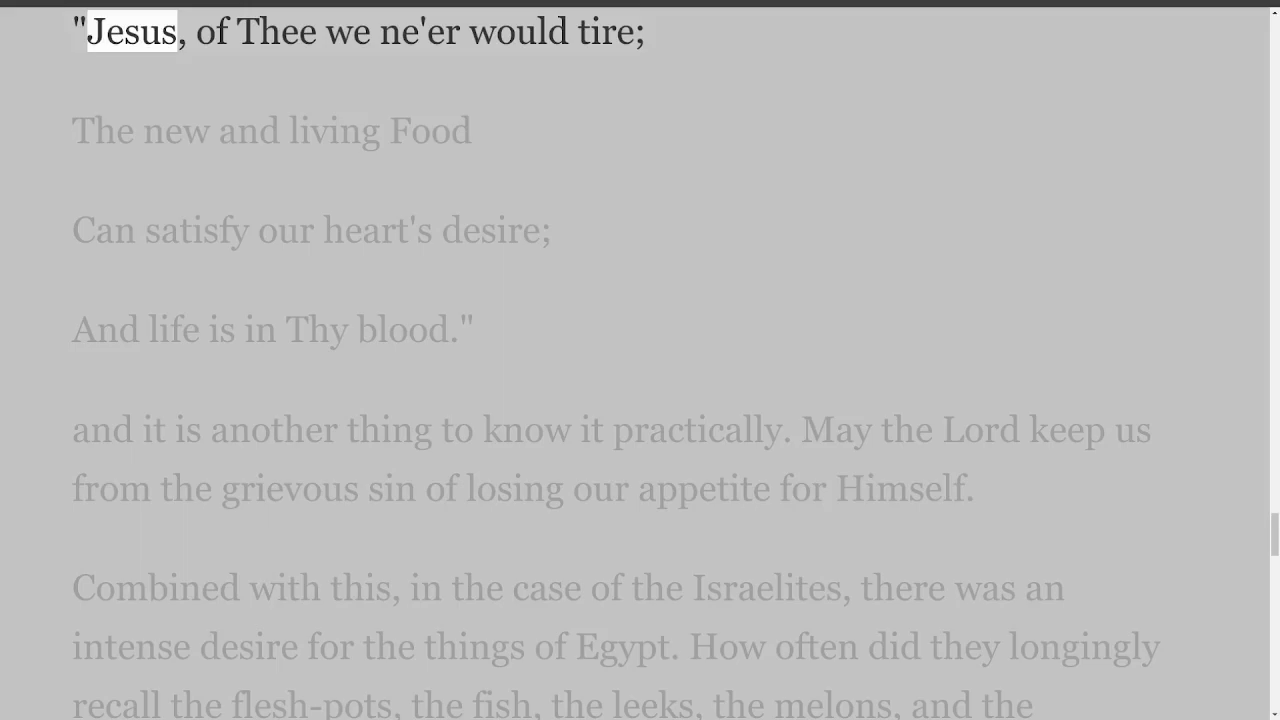 "Jesus, of Thee we ne'er would tire;
The new and living Food
Can satisfy our heart's desire;
And life is in Thy blood."
and it is another thing to know it practically. May the Lord keep us
from the grievous sin of losing our appetite for Himself.
Combined with this, in the case of the Israelites, there was an
intense desire for the things of Egypt. How often did they longingly
recall the flesh-pots, the fish, the leeks, the melons, and the